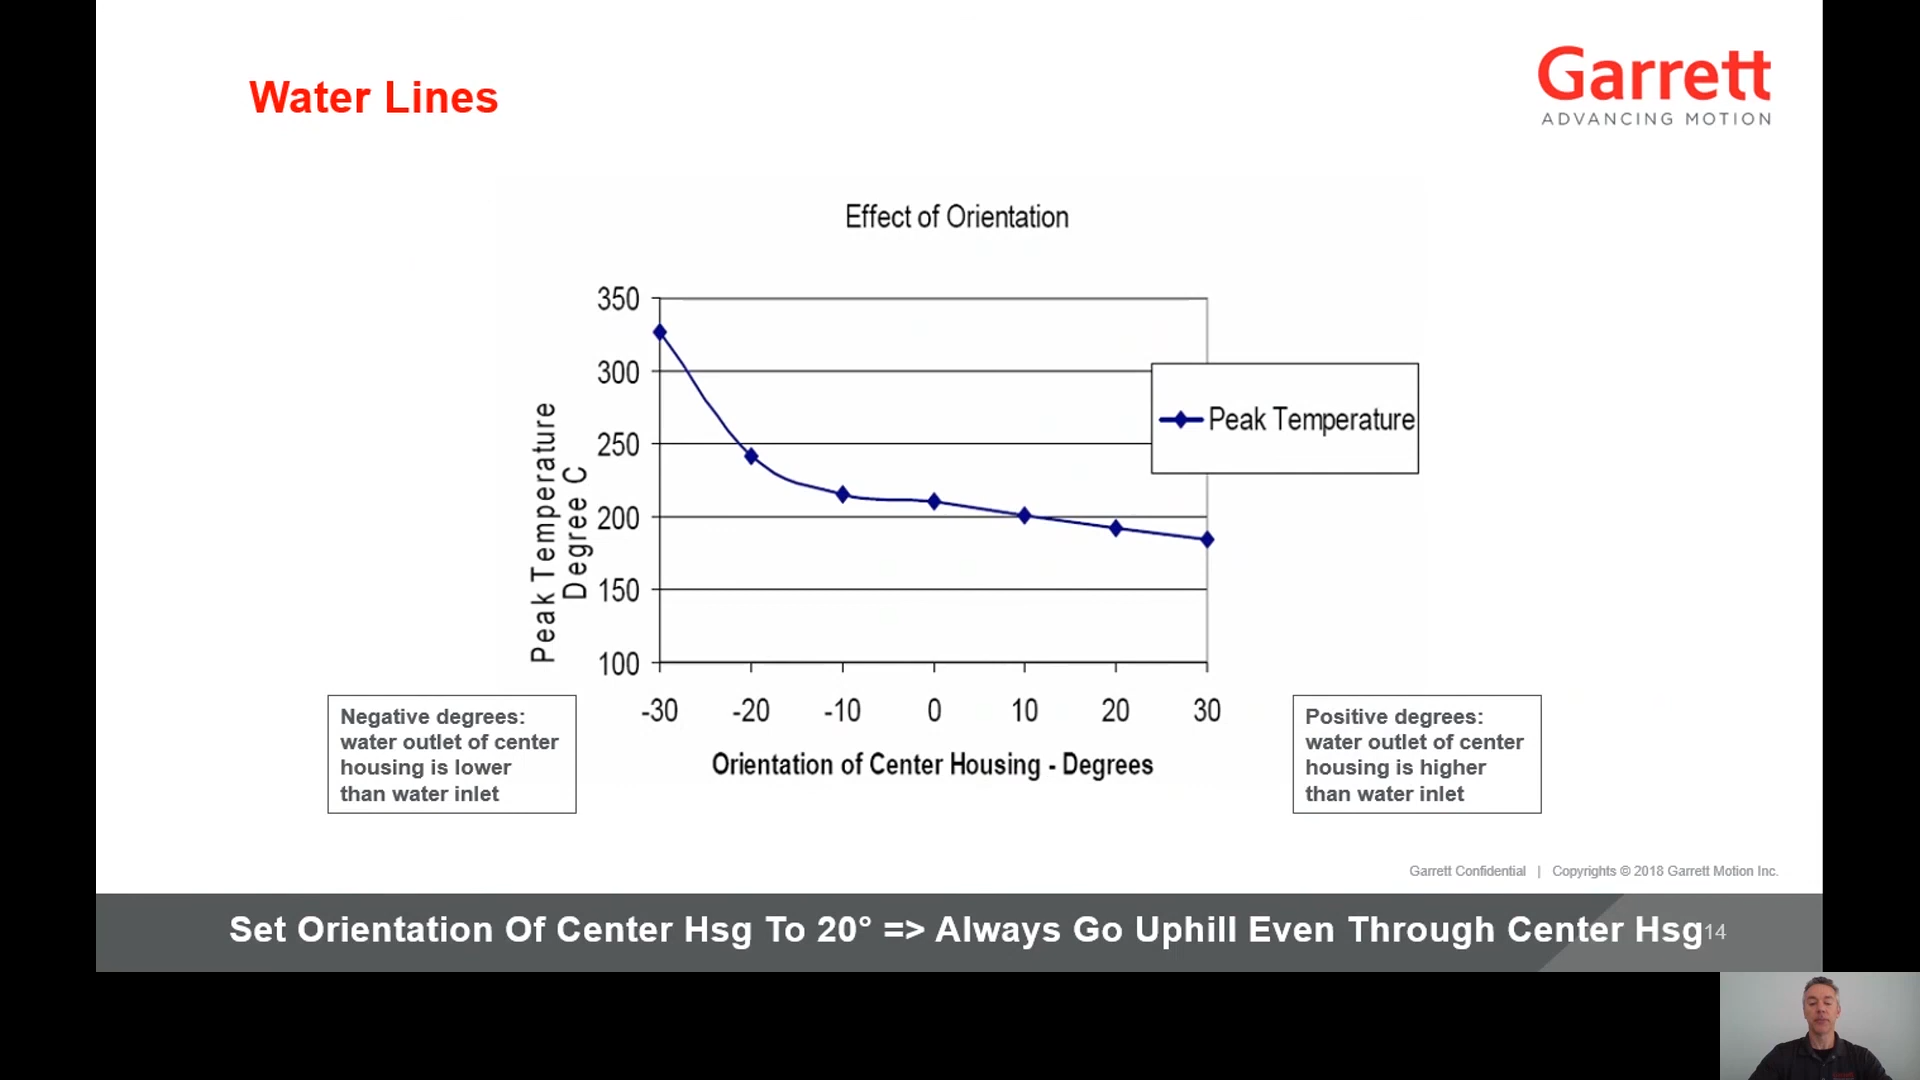 Water Lines
Garrett
ADVANCING MOTION
Effect of Orientation
350
300
250
200
150
100
Peak Temperature
Degree C
Peak Temperature
-30 -20 -10 0 10 20 30
Orientation of Center Housing - Degrees
Negative degrees:
water outlet of center
housing is lower
than water inlet
Positive degrees:
water outlet of center
housing is higher
than water inlet
Garrett Confidential | Copyrights © 2018 Garrett Motion Inc.
Set Orientation Of Center Hsg To 20° => Always Go Uphill Even Through Center Hsg
14